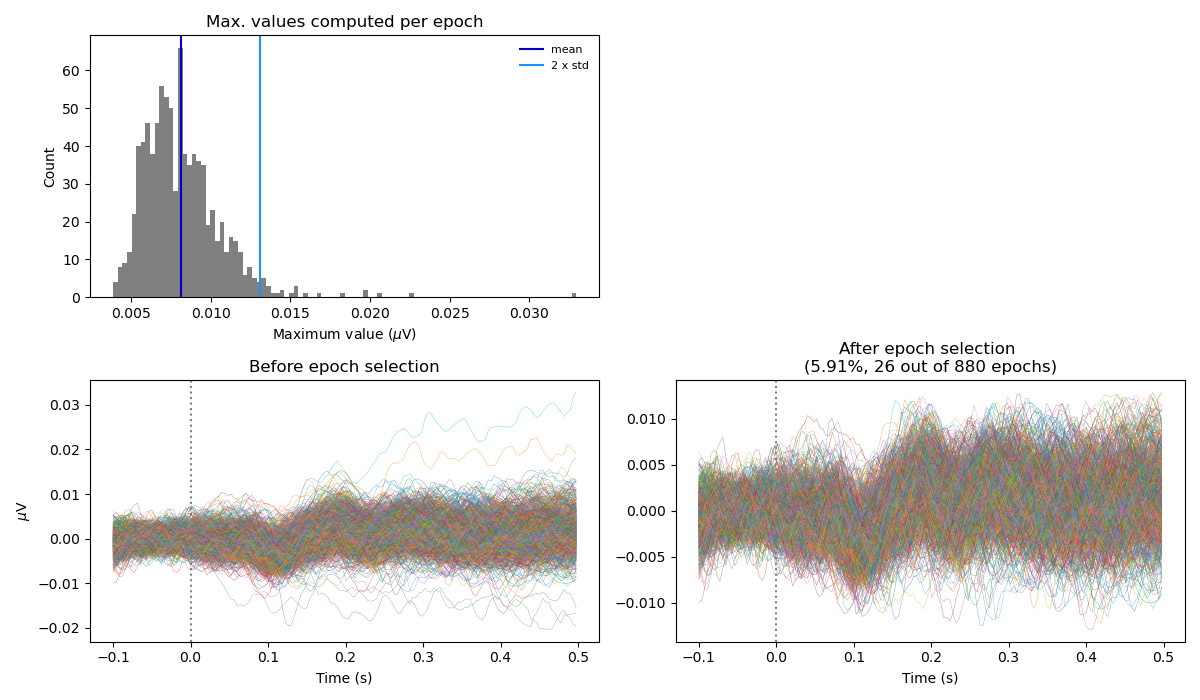 Max. values computed per epoch
mean
2 x std
Count
60
50
40
30
20
10
0
0.005 0.010 0.015 0.020 0.025 0.030
Maximum value (μV)
Before epoch selection
μV
0.03
0.02
0.01
0.00
−0.01
−0.02
−0.1 0.0 0.1 0.2 0.3 0.4 0.5
Time (s)
After epoch selection
(5.91%, 26 out of 880 epochs)
0.010
0.005
0.000
−0.005
−0.010
−0.1 0.0 0.1 0.2 0.3 0.4 0.5
Time (s)